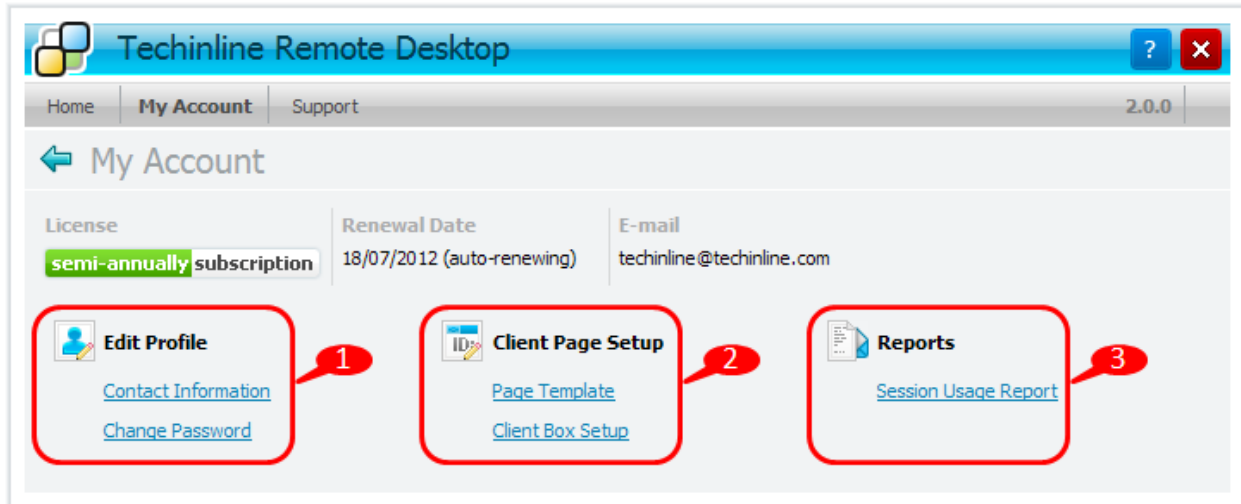 Techinline Remote Desktop
?
Home My Account Support 2.0.0
My Account
License Renewal Date E-mail
semi-annually subscription 18/07/2012 (auto-renewing) techinline@techinline.com
ID:
Edit Profile 1 Client Page Setup 2 Reports 3
Contact Information Page Template Session Usage Report
Change Password Client Box Setup